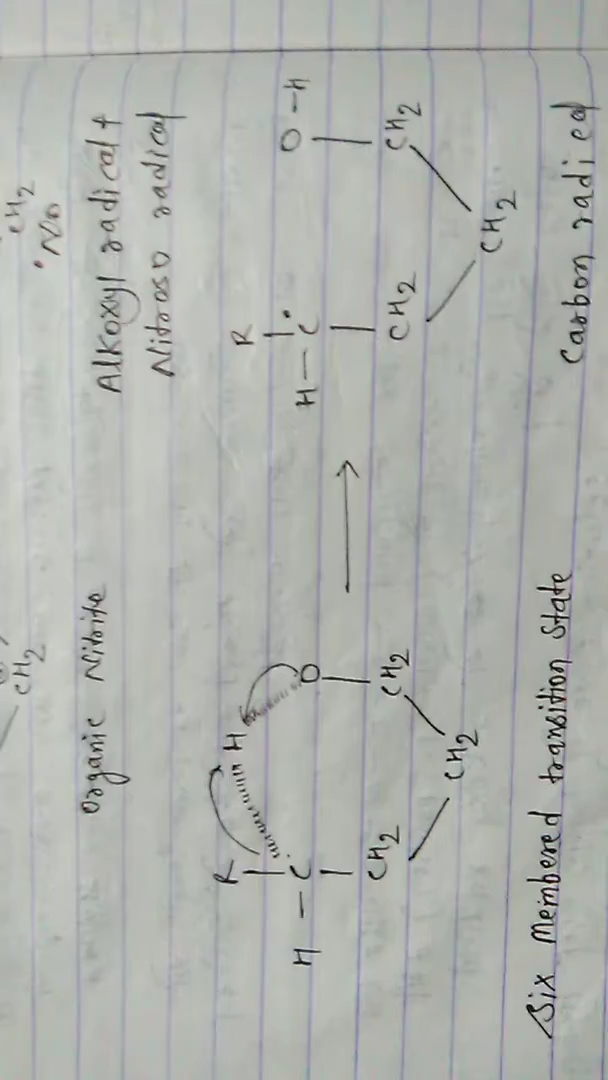 CH2
CH2
•No
Organic Nitrite
Alkoxyl radical +
Nitroso radical
R
H
H — C
O
CH2
CH2
CH2
→
R
H — C•
O – H
CH2
CH2
CH2
Six Membered transition state
Carbon radical